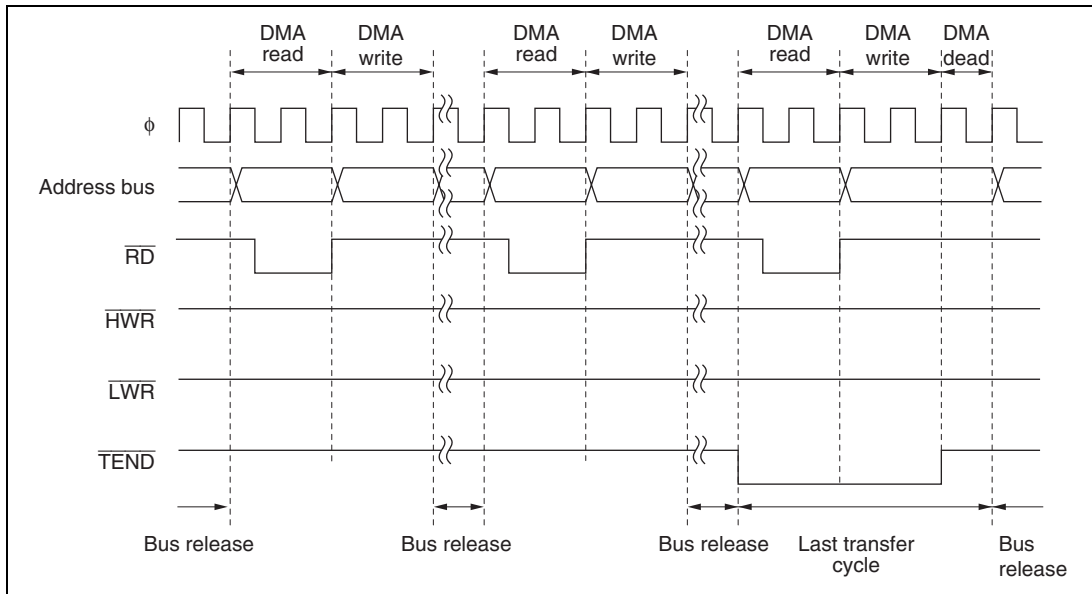 DMA read
DMA write
DMA read
DMA write
DMA read
DMA write
DMA dead
ϕ
Address bus
RD
HWR
LWR
TEND
Bus release
Bus release
Bus release
Last transfer cycle
Bus release